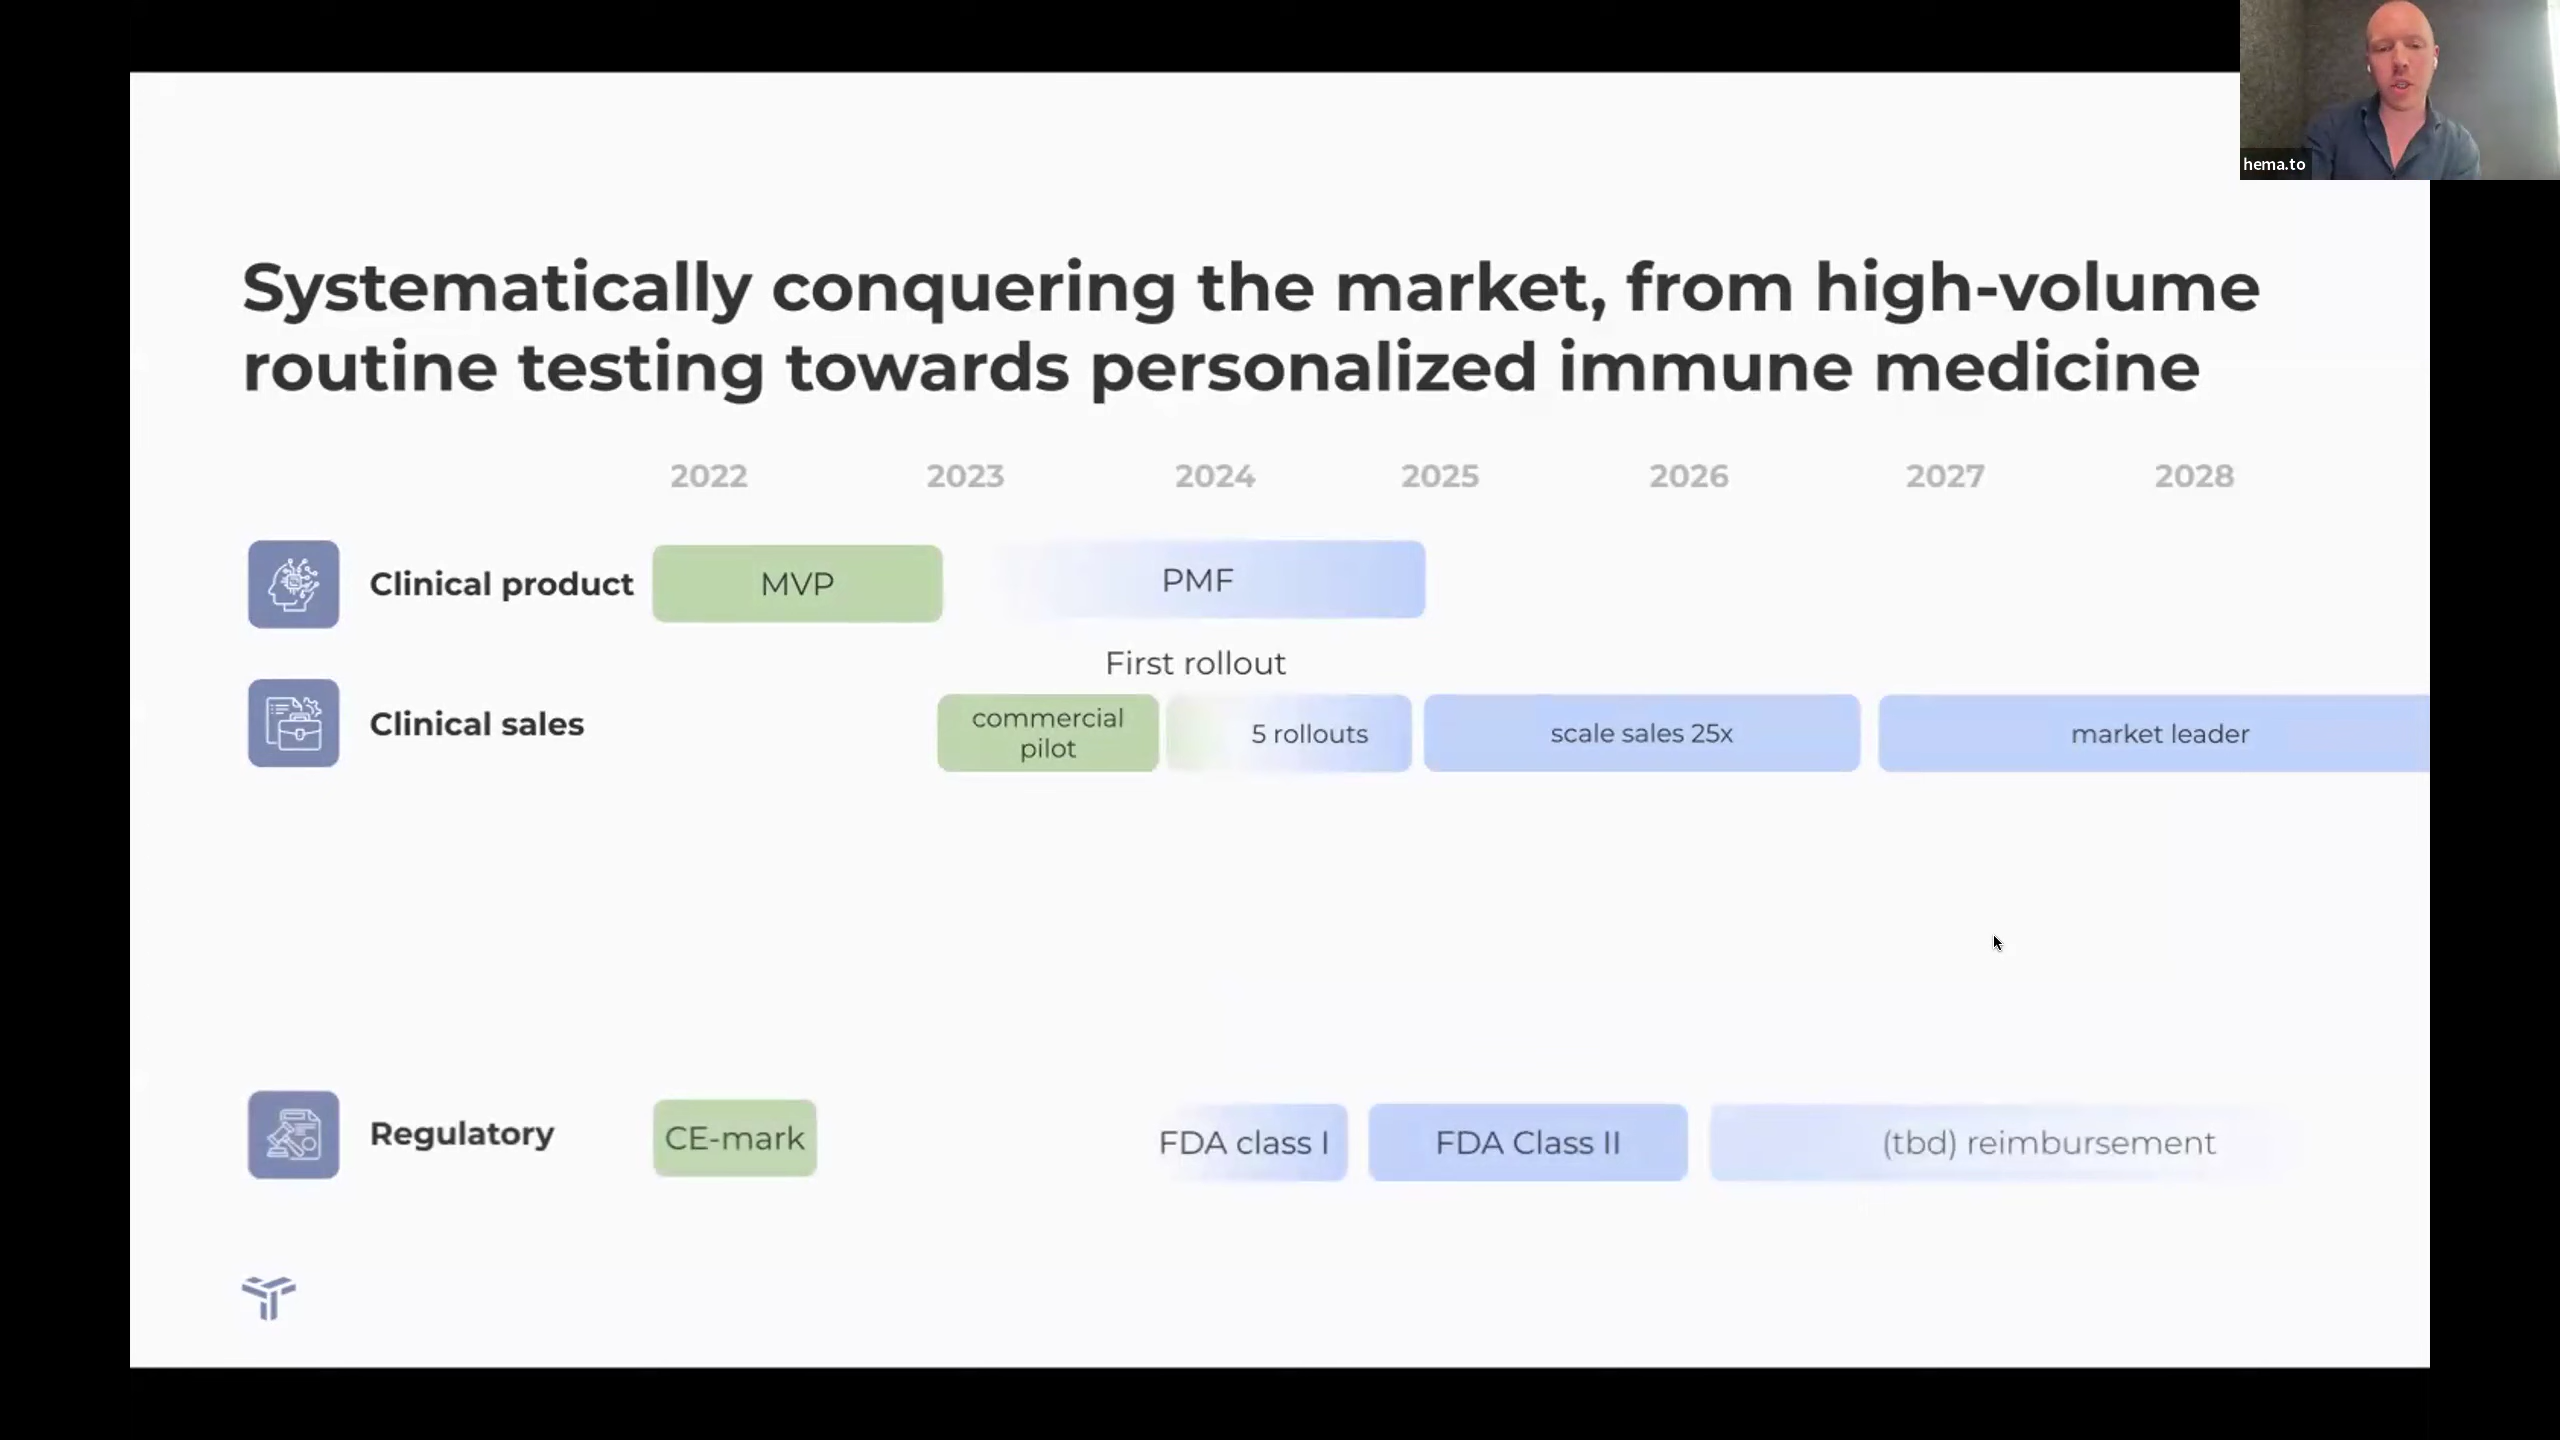 hema.to
Systematically conquering the market, from high-volume
routine testing towards personalized immune medicine
2022 2023 2024 2025 2026 2027 2028
Clinical product
MVP
PMF
First rollout
Clinical sales
commercial
pilot
5 rollouts
scale sales 25x
market leader
Regulatory
CE-mark
FDA class I
FDA Class II
(tbd) reimbursement